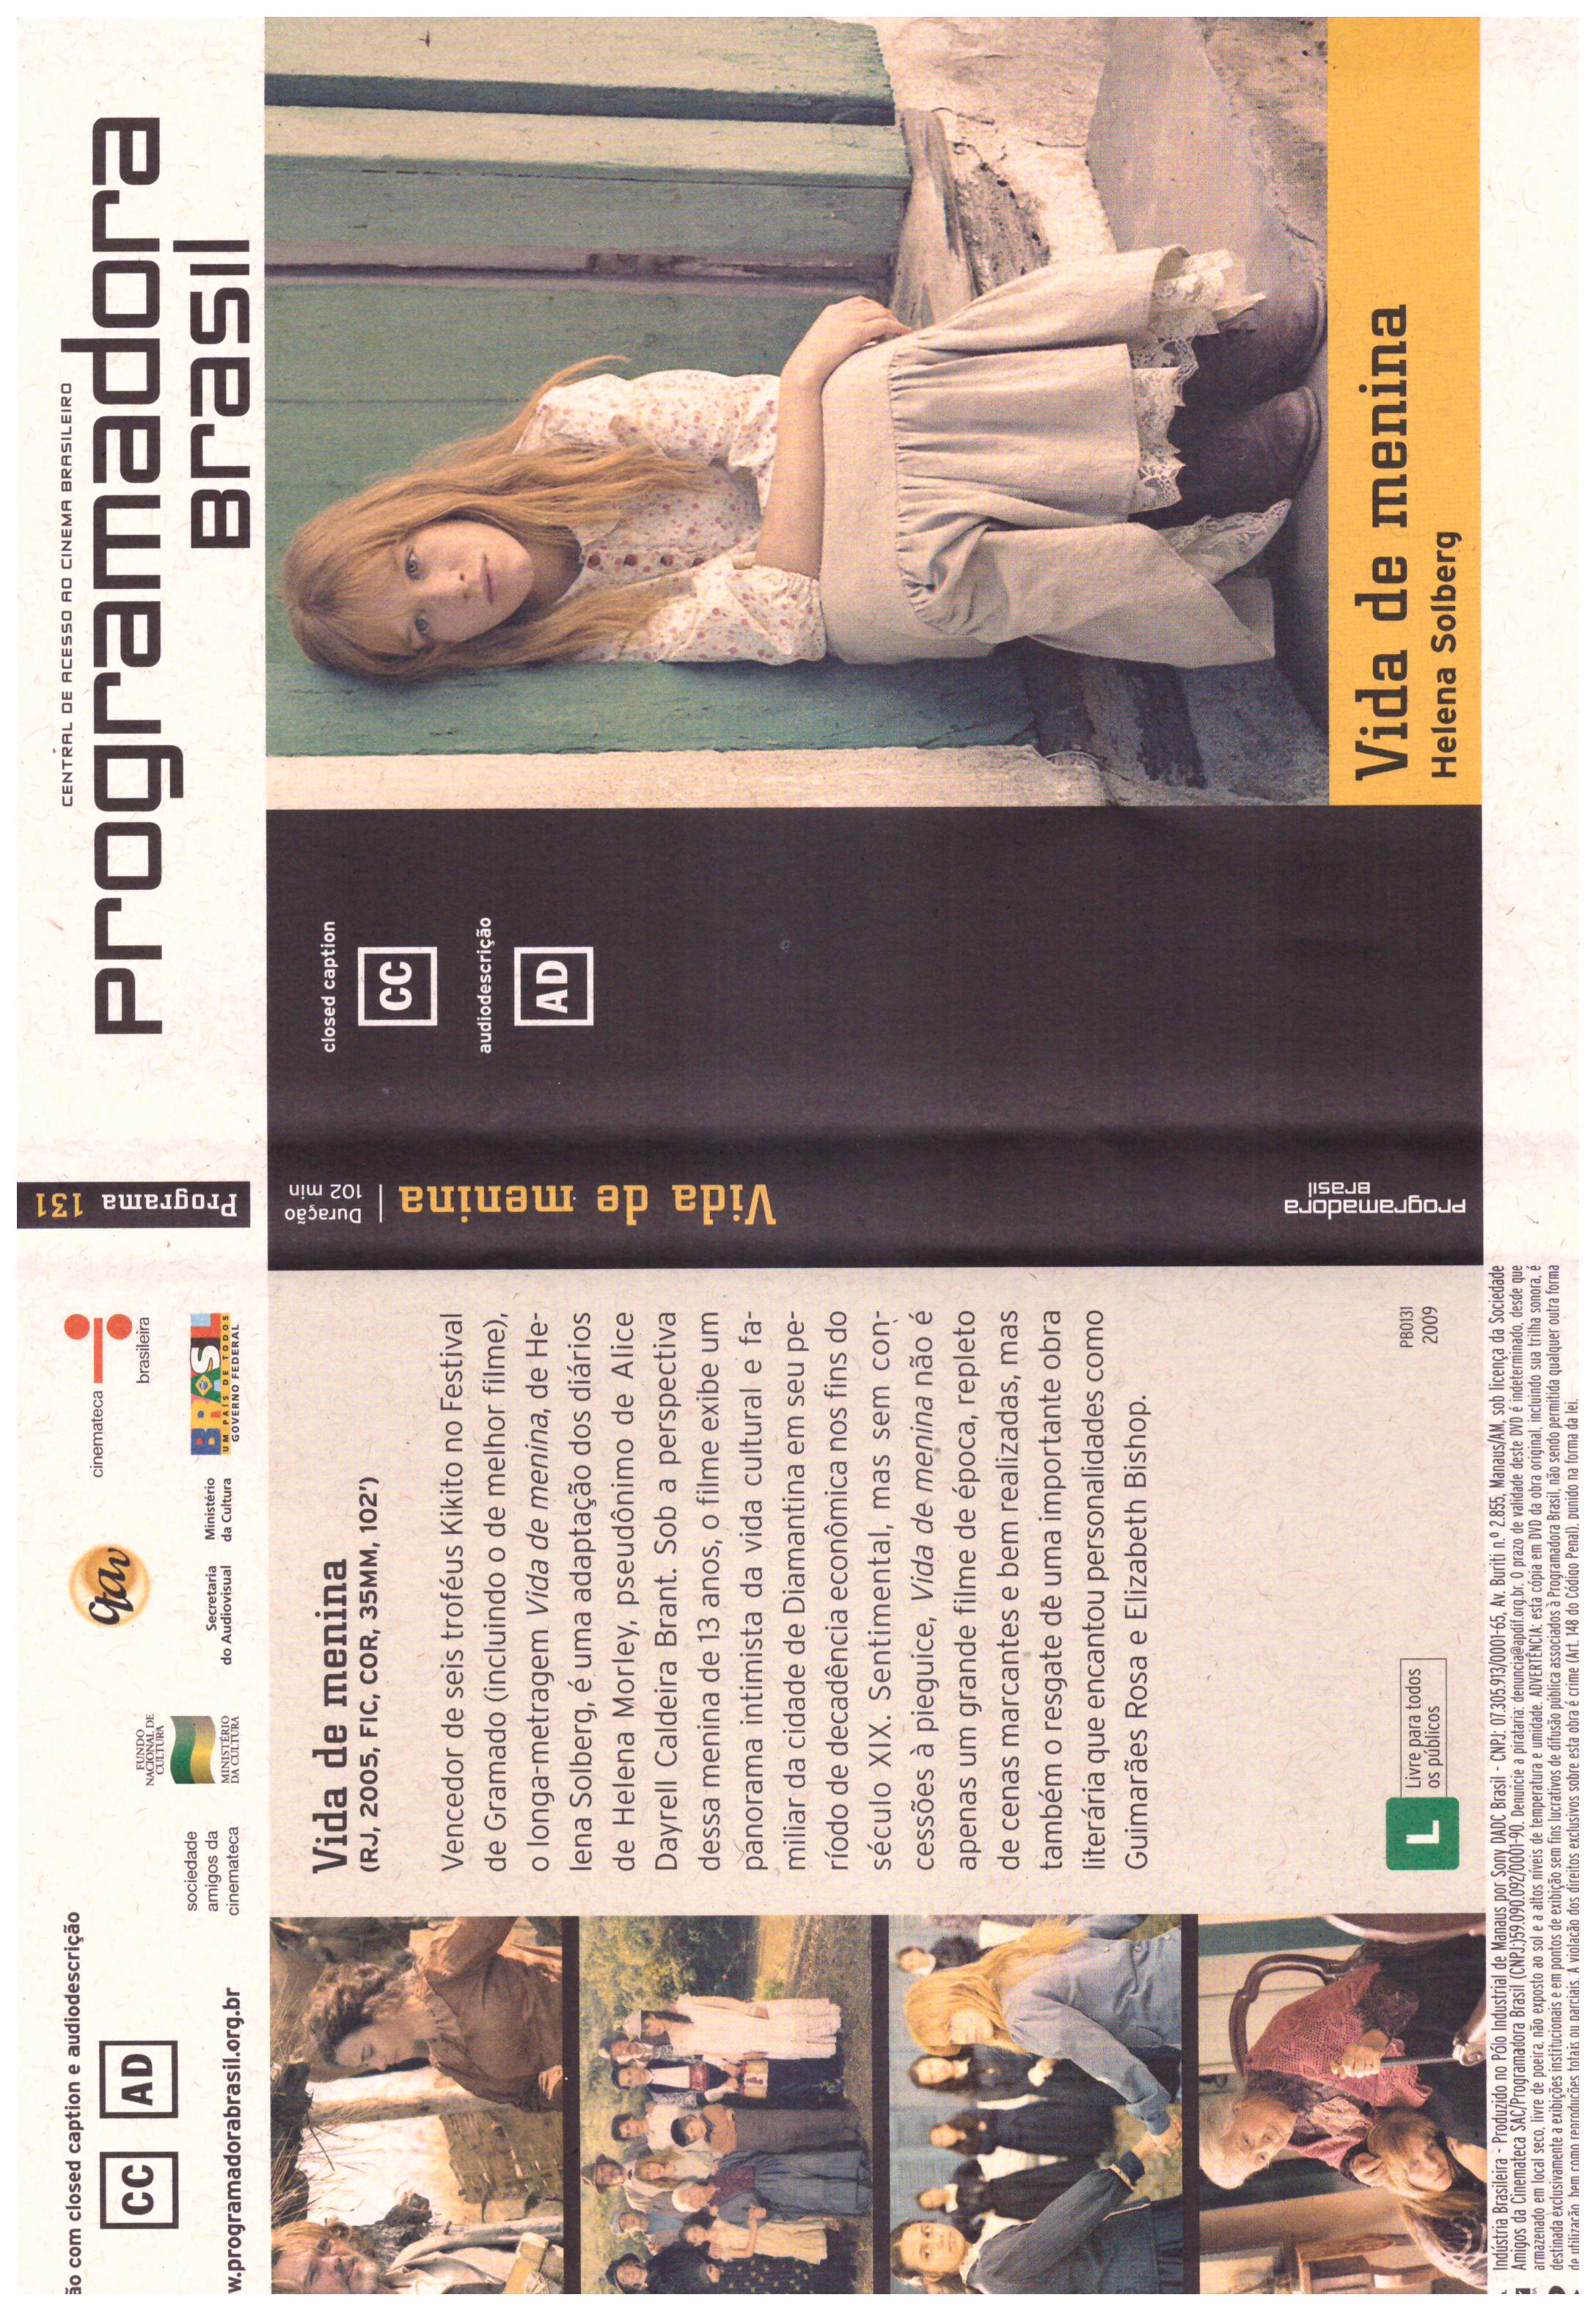 ão com closed caption e audiodescrição
CC AD
w.programadorabrasil.org.br
sociedade
amigos da
cinemateca
FUNDO
NACIONAL DE
CULTURA
MINISTÉRIO
DA CULTURA
ctav
Secretaria
do Audiovisual
Ministério
da Cultura
cinemateca
brasileira
BRASIL
UM PAÍS DE TODOS
GOVERNO FEDERAL
Vida de menina
(RJ, 2005, FIC, COR, 35MM, 102')
Vencedor de seis troféus Kikito no Festival
de Gramado (incluindo o de melhor filme),
o longa-metragem Vida de menina, de He-
lena Solberg, é uma adaptação dos diários
de Helena Morley, pseudônimo de Alice
Dayrell Caldeira Brant. Sob a perspectiva
dessa menina de 13 anos, o filme exibe um
panorama intimista da vida cultural e fa-
miliar da cidade de Diamantina em seu pe-
ríodo de decadência econômica nos fins do
século XIX. Sentimental, mas sem con-
cessões à pieguice, Vida de menina não é
apenas um grande filme de época, repleto
de cenas marcantes e bem realizadas, mas
também o resgate de uma importante obra
literária que encantou personalidades como
Guimarães Rosa e Elizabeth Bishop.
L
Livre para todos
os públicos
PB0131
2009
Indústria Brasileira - Produzido no Pólo Industrial de Manaus por Sony DADC Brasil - CNPJ: 07.305.913/0001-65, Av. Buriti n.º 2.855, Manaus/AM, sob licença da Sociedade
Amigos da Cinemateca SAC/Programadora Brasil (CNPJ:)59.090.092/0001-90. Denuncie a pirataria: denuncia@apdif.org.br. O prazo de validade deste DVD é indeterminado, desde que
armazenado em local seco, livre de poeira, não exposto ao sol e a altos níveis de temperatura e umidade. ADVERTÊNCIA: esta cópia em DVD da obra original, incluindo sua trilha sonora, é
destinada exclusivamente a exibições institucionais e em pontos de exibição sem fins lucrativos de difusão pública associados à Programadora Brasil, não sendo permitida qualquer outra forma
de utilização, bem como reproduções totais ou parciais. A violação dos direitos exclusivos sobre esta obra é crime (Art. 148 do Código Penal), punido na forma da lei.
Programa 131
Vida de menina | Duração
102 min
Programadora
Brasil
CENTRAL DE ACESSO AO CINEMA BRASILEIRO
Programadora
Brasil
closed caption
CC
audiodescrição
AD
Vida de menina
Helena Solberg